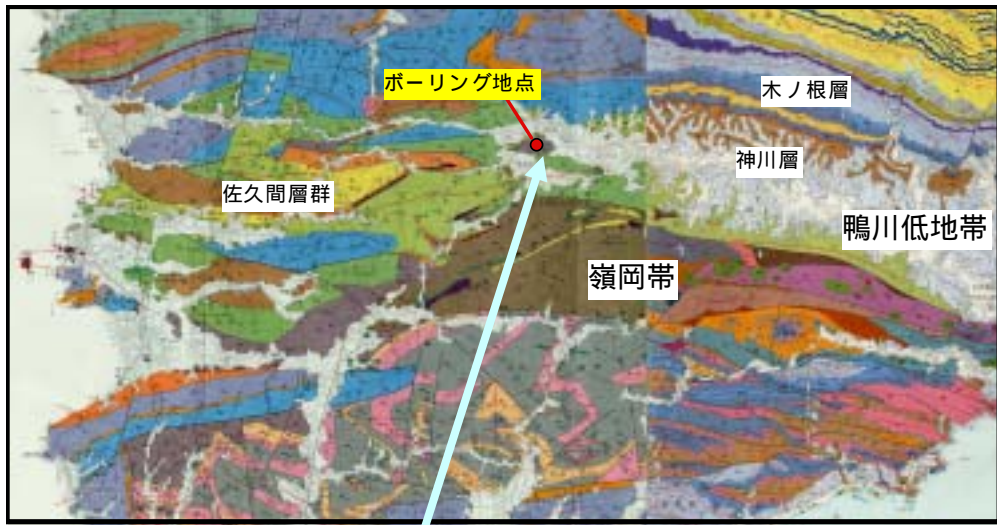 ボーリング地点
木ノ根層
神川層
佐久間層群
鴨川低地帯
嶺岡帯